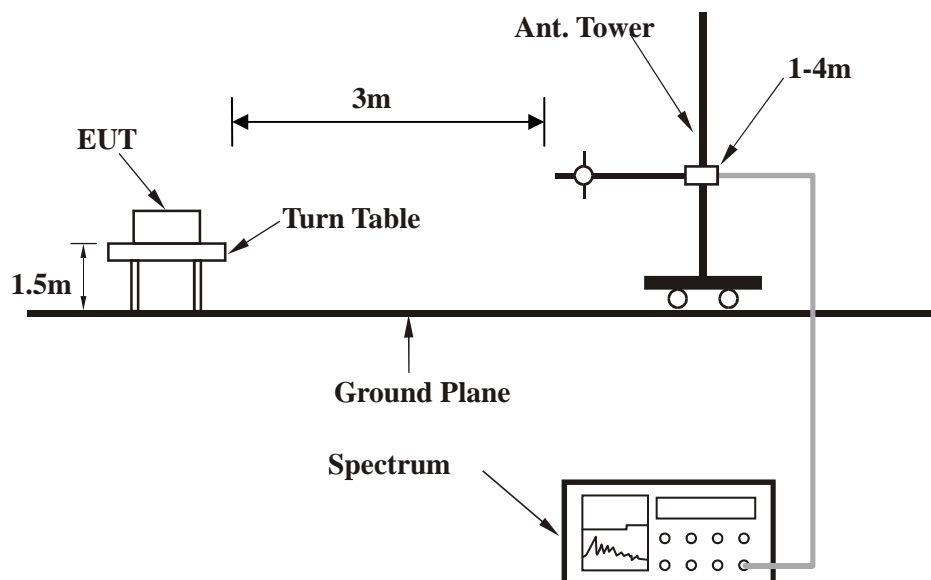 Ant. Tower
1-4m
3m
EUT
Turn Table
1.5m
Ground Plane
Spectrum